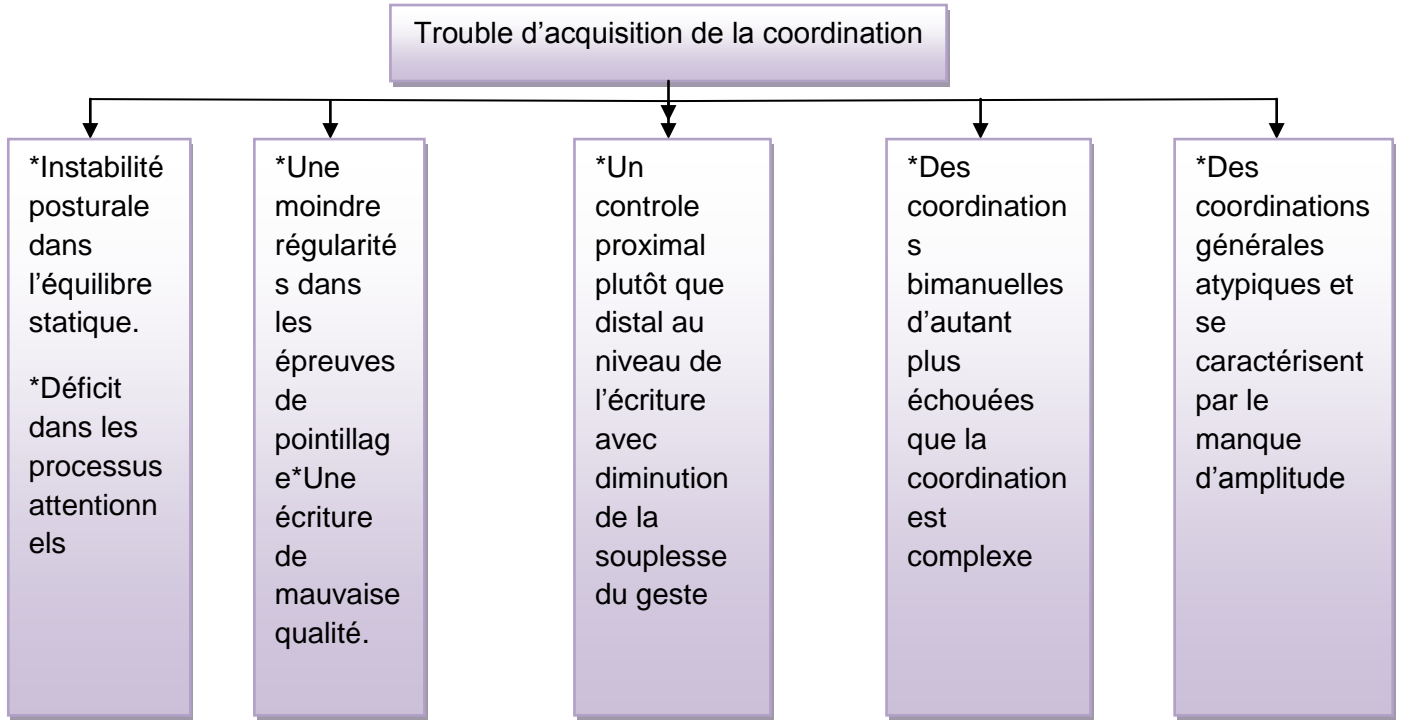 Trouble d’acquisition de la coordination
*Instabilité
posturale
dans
l’équilibre
statique.
*Déficit
dans les
processus
attentionn
els
*Une
moindre
régularité
s dans
les
épreuves
de
pointillag
e*Une
écriture
de
mauvaise
qualité.
*Un
controle
proximal
plutôt que
distal au
niveau de
l’écriture
avec
diminution
de la
souplesse
du geste
*Des
coordination
s
bimanuelles
d’autant
plus
échouées
que la
coordination
est
complexe
*Des
coordinations
générales
atypiques et
se
caractérisent
par le
manque
d’amplitude